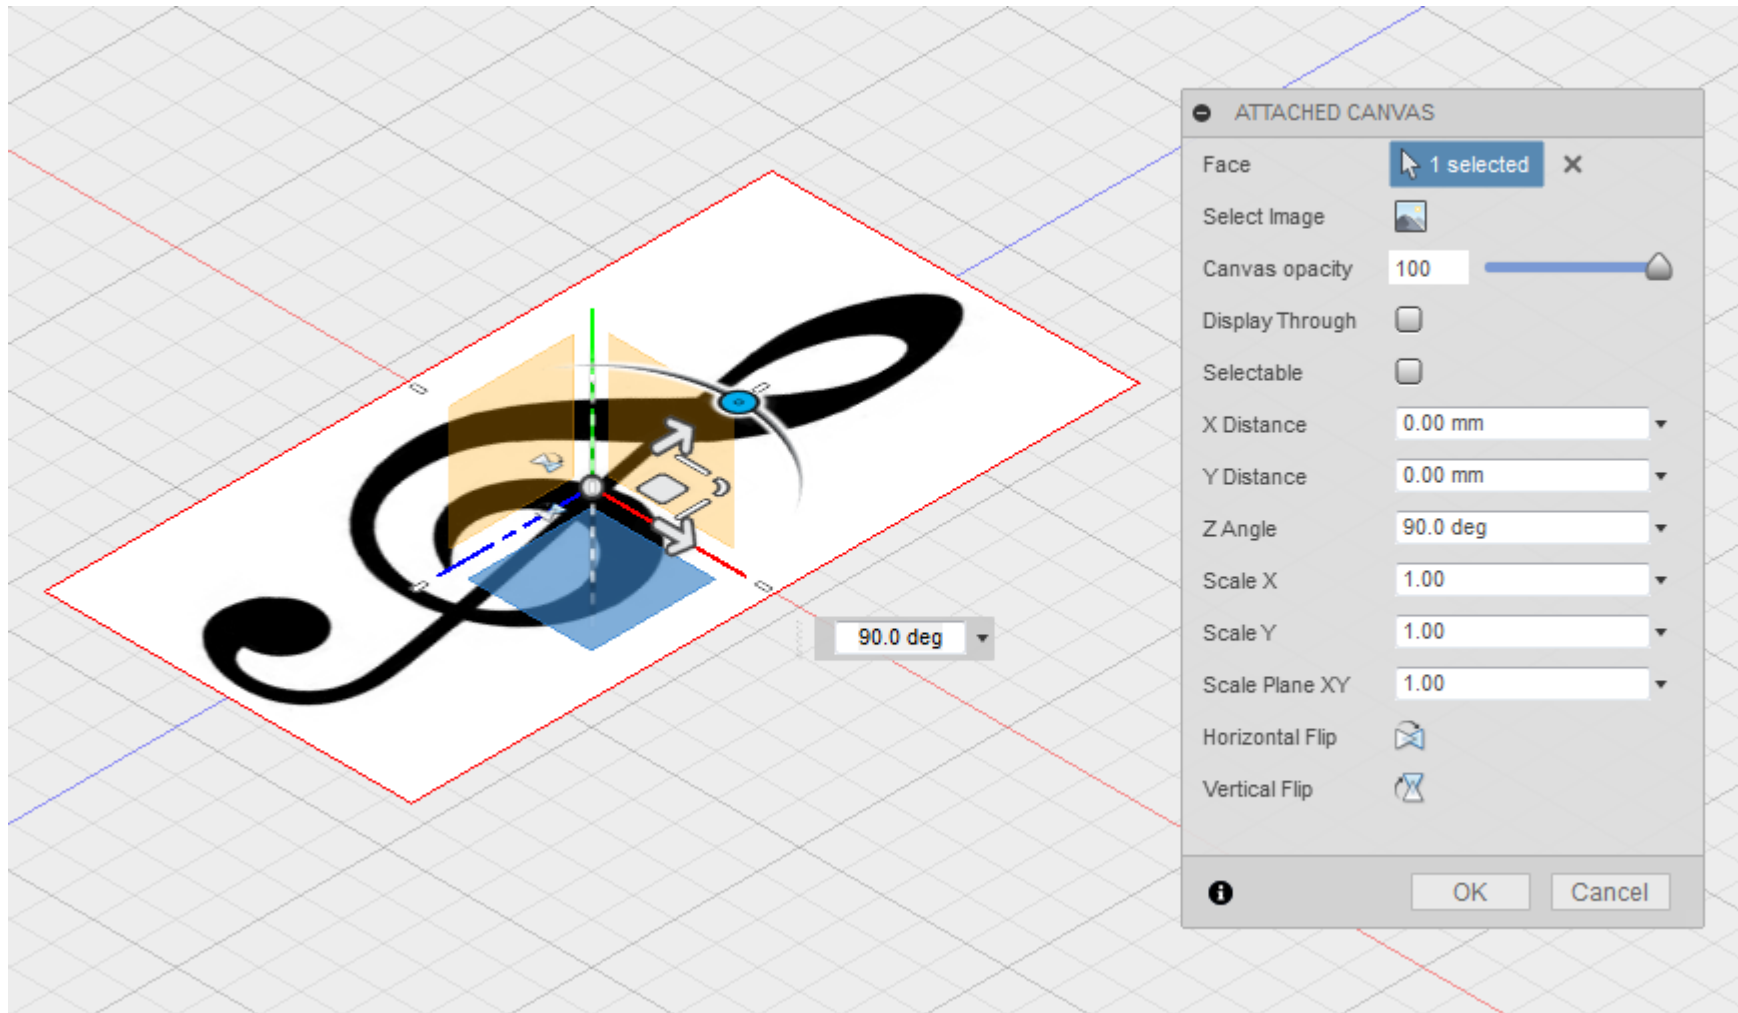 ATTACHED CANVAS
Face 1 selected
Select Image
Canvas opacity 100
Display Through
Selectable
X Distance 0.00 mm
Y Distance 0.00 mm
Z Angle 90.0 deg
Scale X 1.00
Scale Y 1.00
Scale Plane XY 1.00
Horizontal Flip
Vertical Flip
OK Cancel
90.0 deg